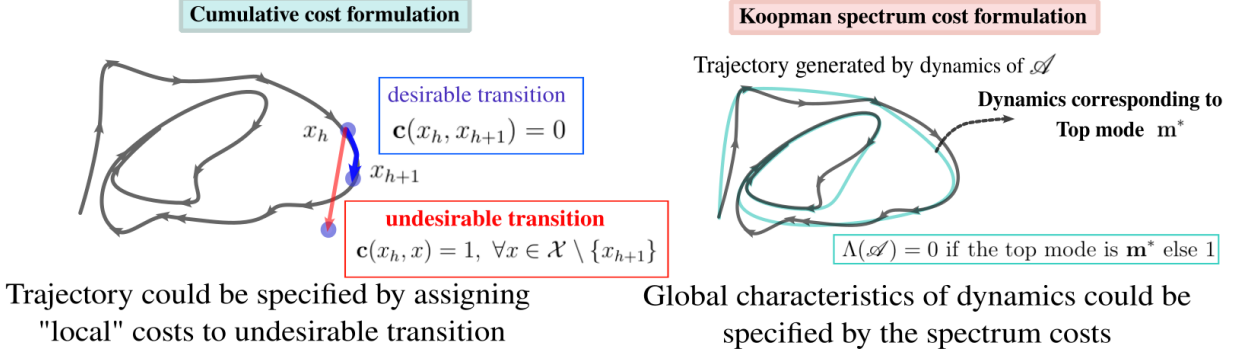 Cumulative cost formulation
desirable transition
c(x_h, x_{h+1}) = 0
x_h
x_{h+1}
undesirable transition
c(x_h, x) = 1, ∀x ∈ 𝒳 \ {x_{h+1}}
Trajectory could be specified by assigning
"local" costs to undesirable transition
Koopman spectrum cost formulation
Trajectory generated by dynamics of 𝒜
Dynamics corresponding to
Top mode m*
Λ(𝒜) = 0 if the top mode is m* else 1
Global characteristics of dynamics could be
specified by the spectrum costs